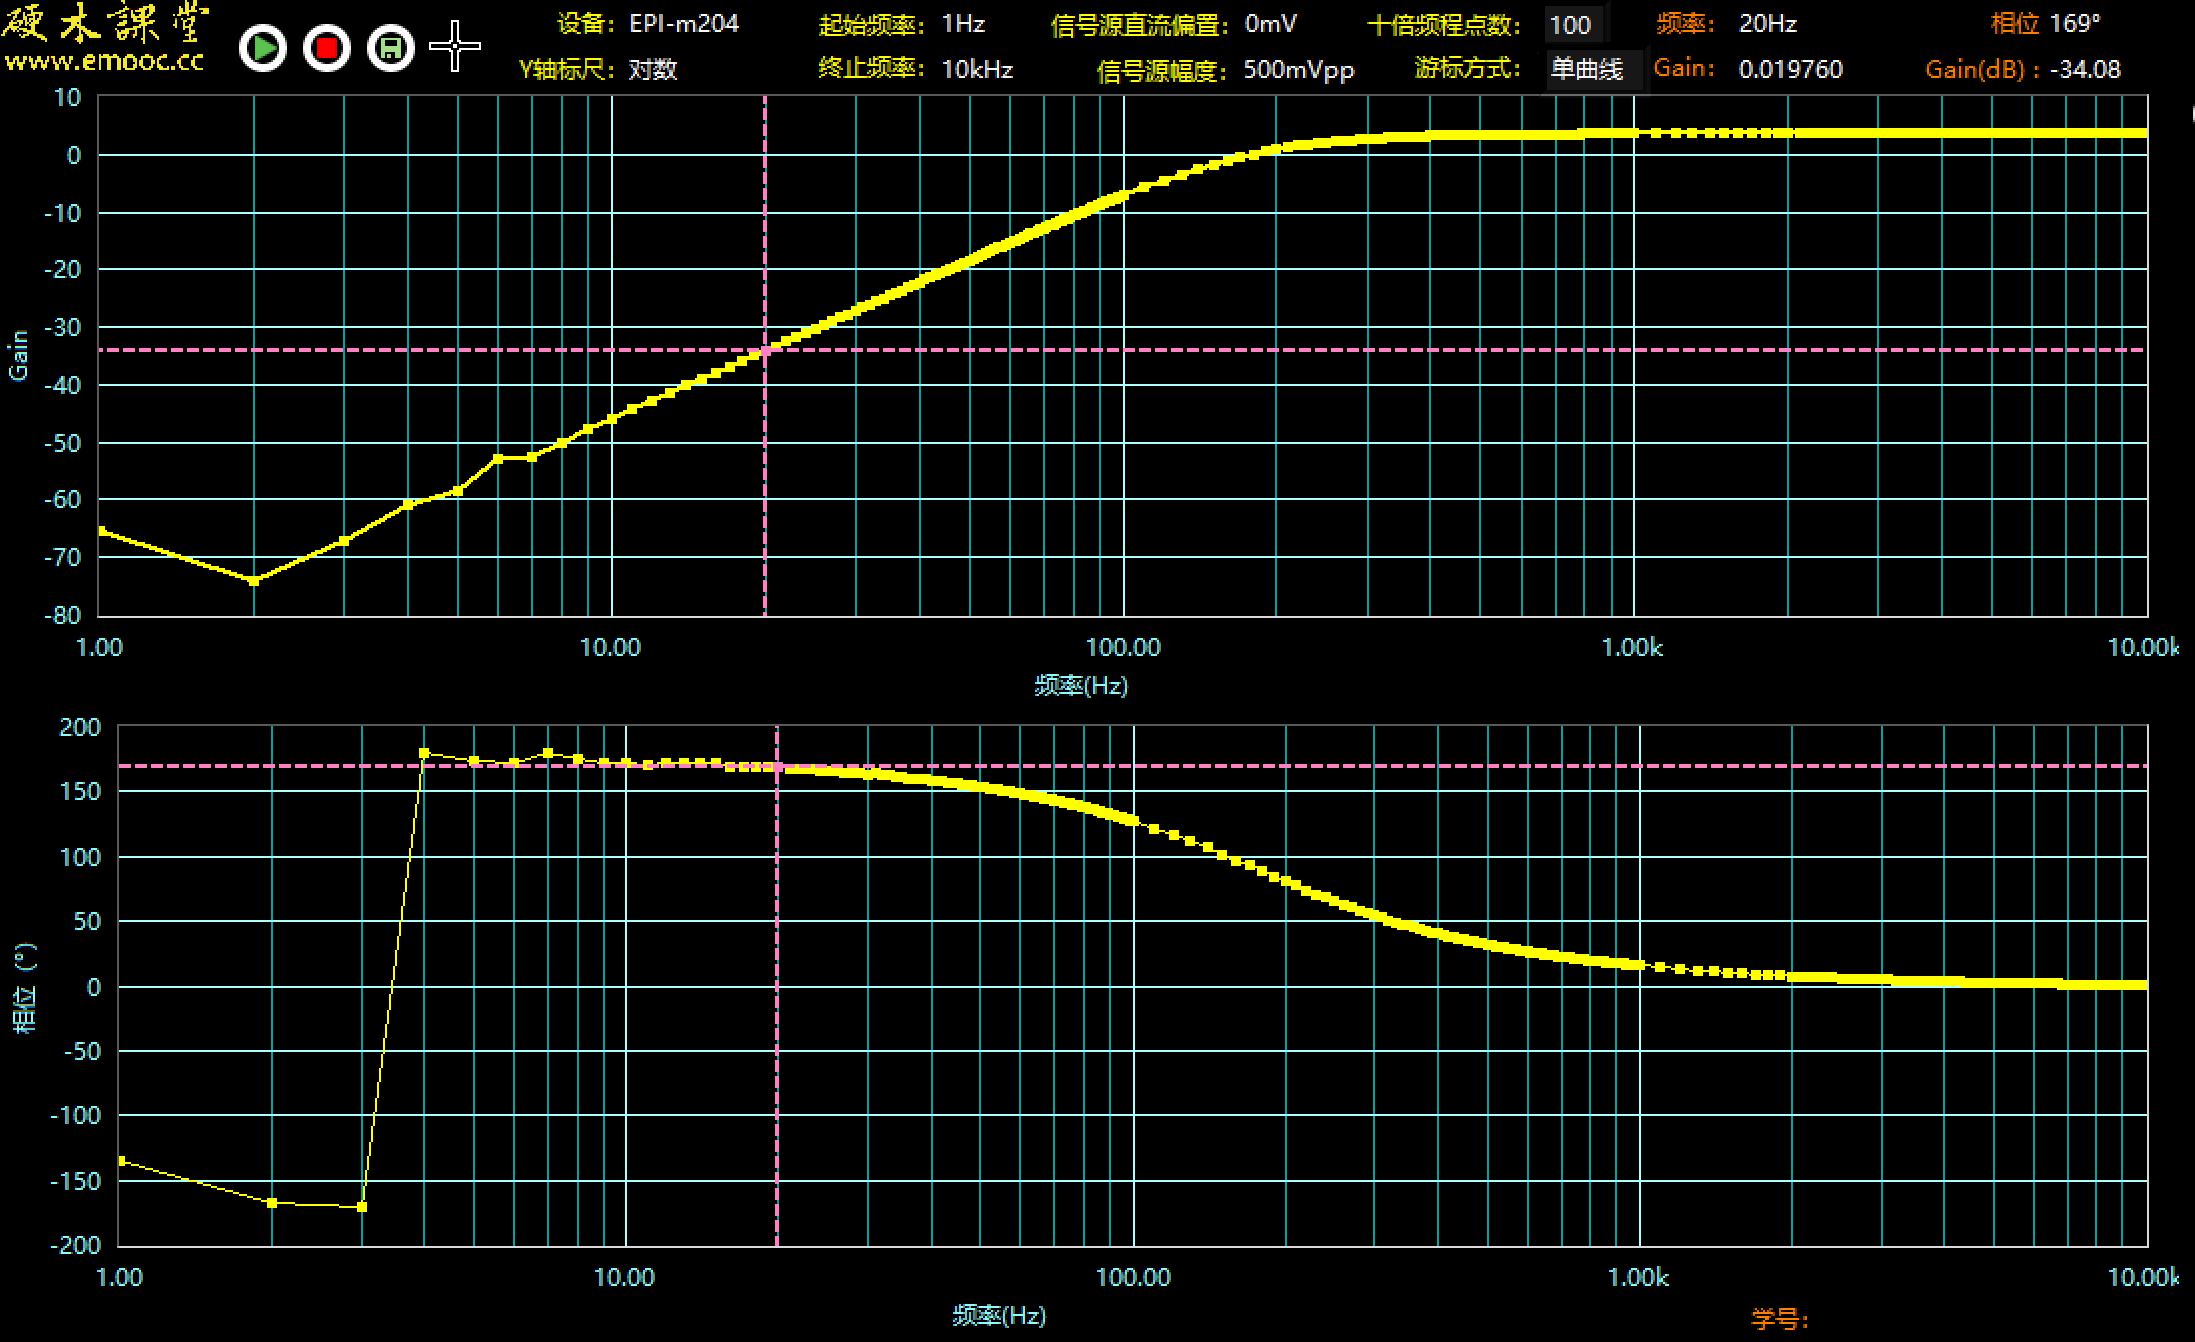 硬木課堂
www.emooc.cc
设备: EPI-m204
起始频率: 1Hz
信号源直流偏置: 0mV
十倍频程点数: 100
频率: 20Hz
相位 169°
Y轴标尺: 对数
终止频率: 10kHz
信号源幅度: 500mVpp
游标方式: 单曲线
Gain: 0.019760
Gain(dB) : -34.08
10
0
-10
-20
-30
-40
-50
-60
-70
-80
Gain
1.00 10.00 100.00 1.00k 10.00k
频率(Hz)
200
150
100
50
0
-50
-100
-150
-200
相位 (°)
1.00 10.00 100.00 1.00k 10.00k
频率(Hz)
学号: